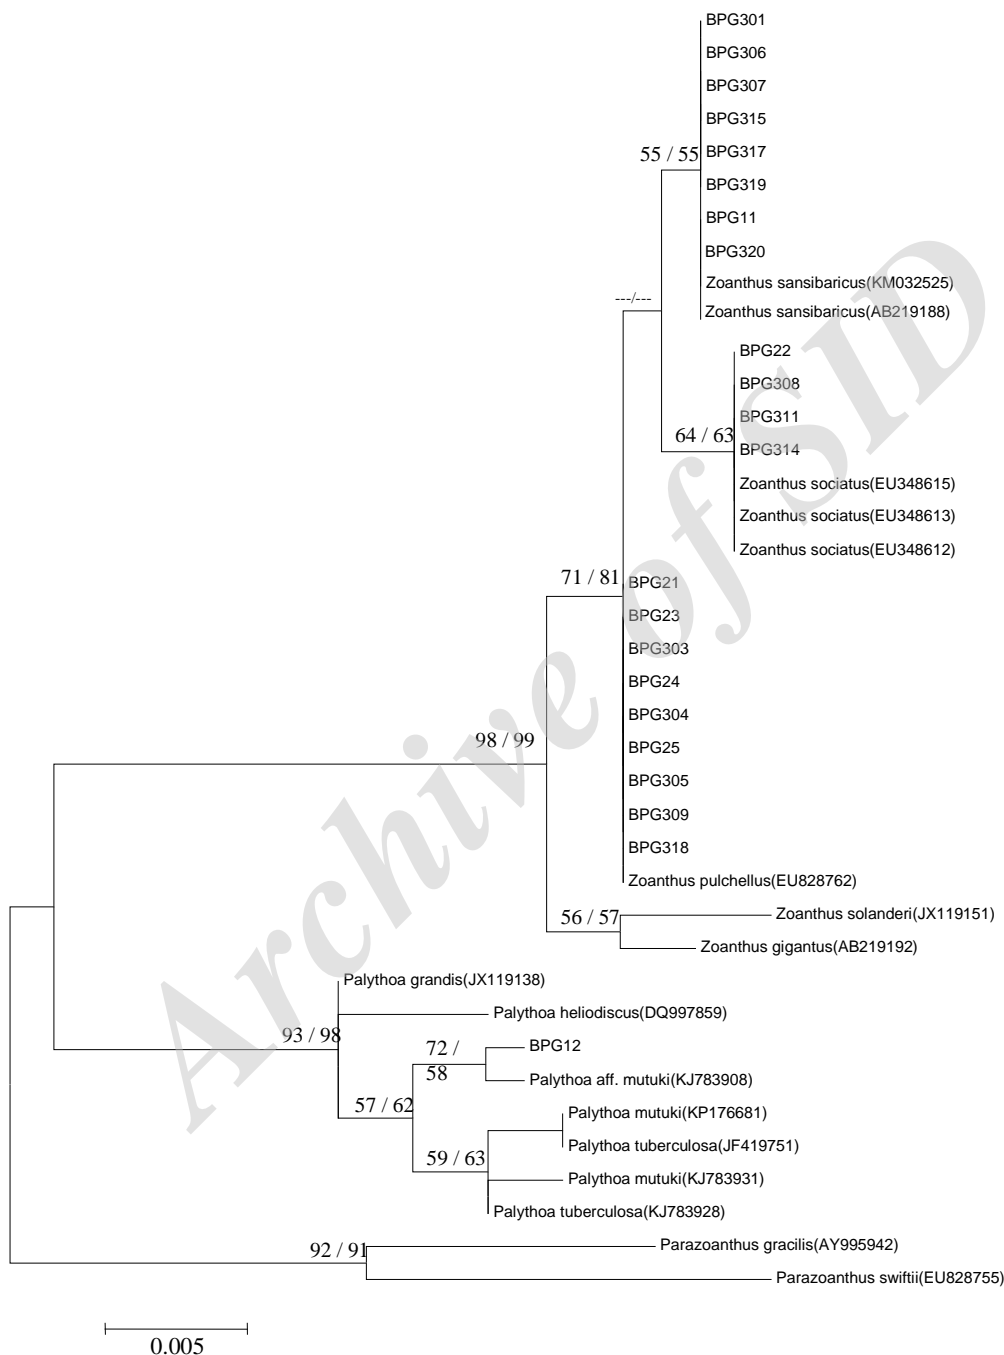 BPG301
BPG306
BPG307
BPG315
55 / 55
BPG317
BPG319
BPG11
BPG320
Zoanthus sansibaricus(KM032525)
---/---
Zoanthus sansibaricus(AB219188)
BPG22
BPG308
BPG311
64 / 63
BPG314
Zoanthus sociatus(EU348615)
Zoanthus sociatus(EU348613)
Zoanthus sociatus(EU348612)
71 / 81
BPG21
BPG23
BPG303
BPG24
BPG304
98 / 99
BPG25
BPG305
BPG309
BPG318
Zoanthus pulchellus(EU828762)
56 / 57
Zoanthus solanderi(JX119151)
Zoanthus gigantus(AB219192)
Palythoa grandis(JX119138)
Palythoa heliodiscus(DQ997859)
93 / 98
72 /
58
BPG12
Palythoa aff. mutuki(KJ783908)
57 / 62
Palythoa mutuki(KP176681)
Palythoa tuberculosa(JF419751)
59 / 63
Palythoa mutuki(KJ783931)
Palythoa tuberculosa(KJ783928)
92 / 91
Parazoanthus gracilis(AY995942)
Parazoanthus swiftii(EU828755)
0.005
Archive of SID